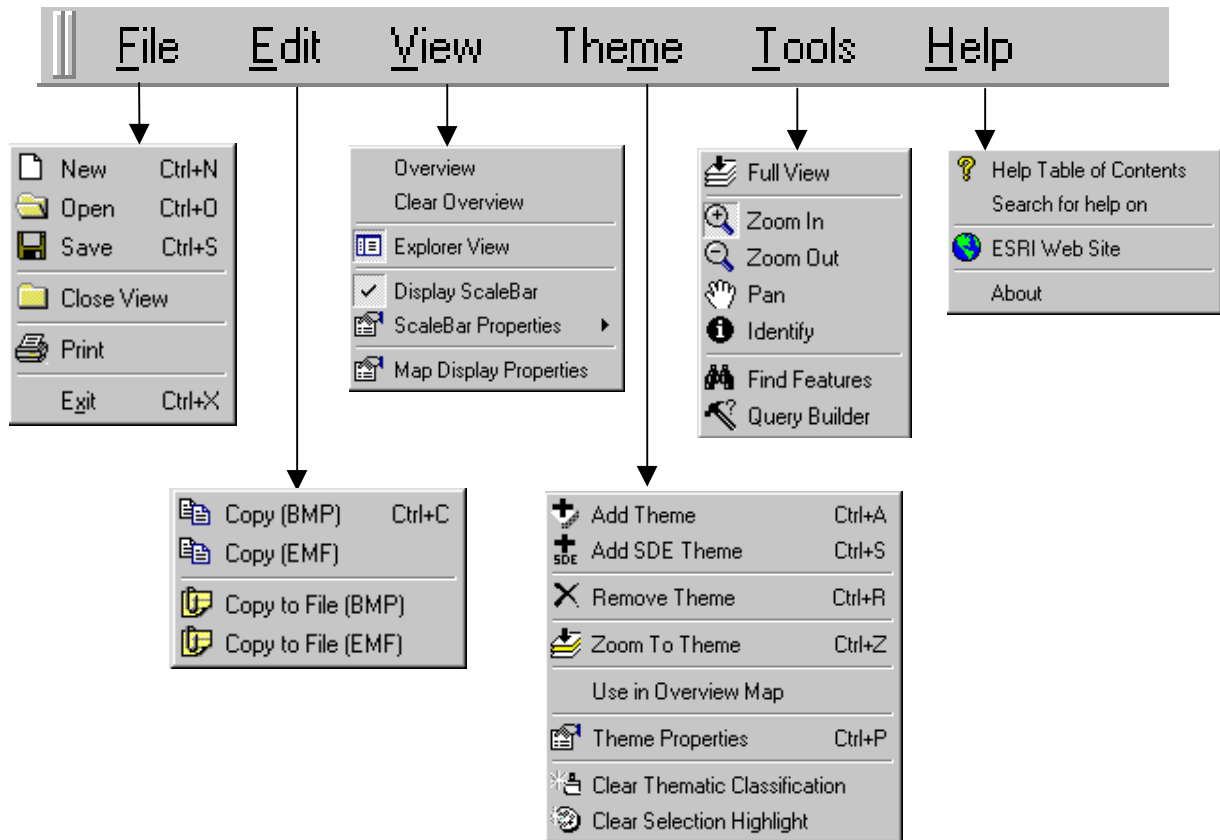 File Edit View Theme Tools Help
New Ctrl+N
Open Ctrl+O
Save Ctrl+S
Close View
Print
Exit Ctrl+X
Overview
Clear Overview
Explorer View
Display ScaleBar
ScaleBar Properties
Map Display Properties
Full View
Zoom In
Zoom Out
Pan
Identify
Find Features
Query Builder
Help Table of Contents
Search for help on
ESRI Web Site
About
Copy (BMP) Ctrl+C
Copy (EMF)
Copy to File (BMP)
Copy to File (EMF)
Add Theme Ctrl+A
SDE Add SDE Theme Ctrl+S
Remove Theme Ctrl+R
Zoom To Theme Ctrl+Z
Use in Overview Map
Theme Properties Ctrl+P
Clear Thematic Classification
Clear Selection Highlight